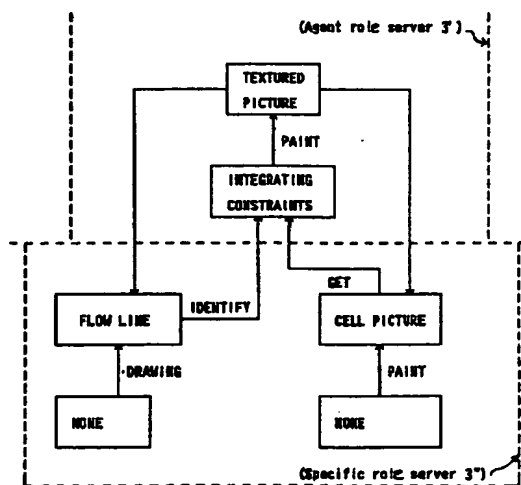 (Agent role server 3')
TEXTURED
PICTURE
PAINT
INTEGRATING
CONSTRAINTS
GET
IDENTIFY
FLOW LINE
CELL PICTURE
DRAWING
PAINT
NONE
NONE
(Specific role server 3")